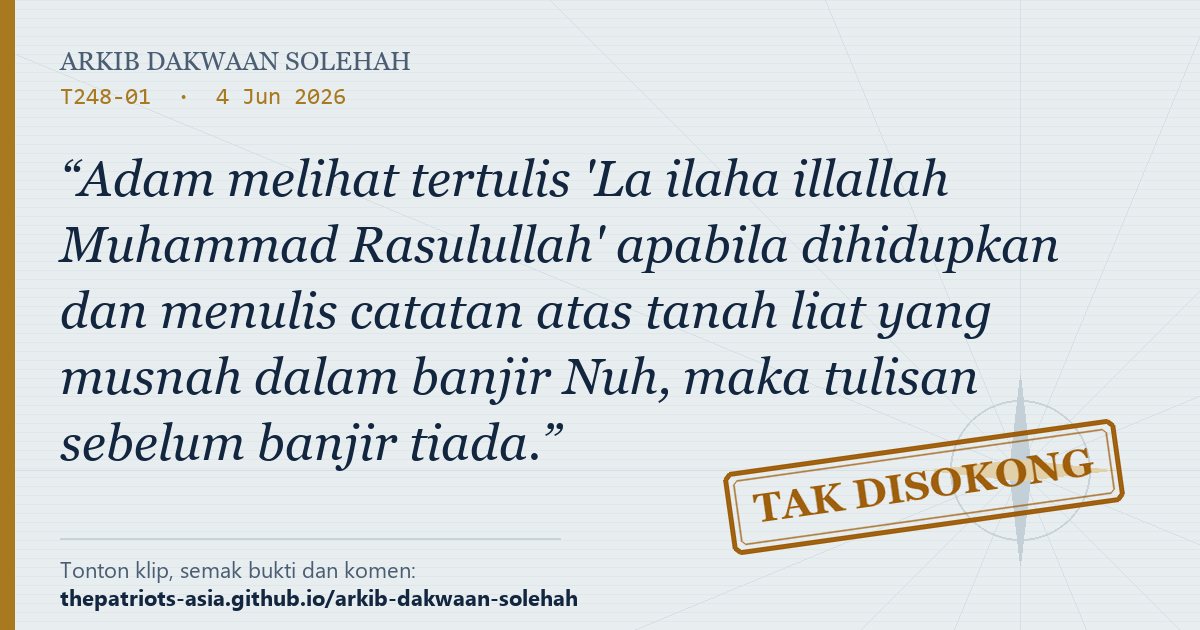 ARKIB DAKWAAN SOLEHAH
T248-01 · 4 Jun 2026
“Adam melihat tertulis 'La ilaha illallah
Muhammad Rasulullah' apabila dihidupkan
dan menulis catatan atas tanah liat yang
musnah dalam banjir Nuh, maka tulisan
sebelum banjir tiada.”
TAK DISOKONG
Tonton klip, semak bukti dan komen:
thepatriots-asia.github.io/arkib-dakwaan-solehah